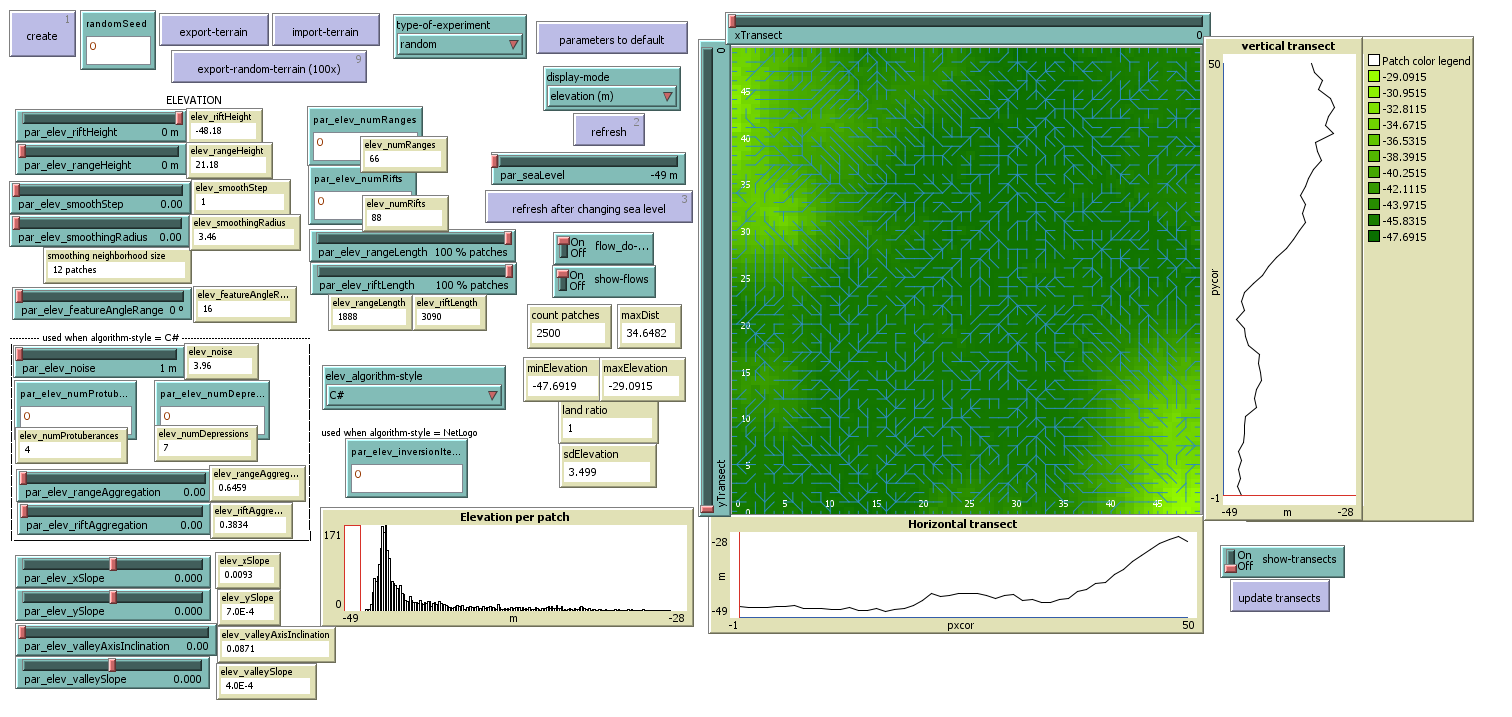 create
1
randomSeed
0
export-terrain
import-terrain
export-random-terrain (100x)
9
type-of-experiment
random
parameters to default
display-mode
elevation (m)
refresh
2
par_seaLevel -49 m
refresh after changing sea level
3
On
Off
flow_do-...
On
Off
show-flows
count patches
2500
maxDist
34.6482
minElevation
-47.6919
maxElevation
-29.0915
land ratio
1
sdElevation
3.499
ELEVATION
par_elev_riftHeight 0 m
elev_riftHeight
-48.18
par_elev_rangeHeight 0 m
elev_rangeHeight
21.18
par_elev_smoothStep 0.00
elev_smoothStep
1
par_elev_smoothingRadius 0.00
elev_smoothingRadius
3.46
smoothing neighborhood size
12 patches
par_elev_featureAngleRange 0 º
elev_featureAngleR...
16
par_elev_numRanges
0
elev_numRanges
66
par_elev_numRifts
0
elev_numRifts
88
par_elev_rangeLength 100 % patches
par_elev_riftLength 100 % patches
elev_rangeLength
1888
elev_riftLength
3090
used when algorithm-style = C#
par_elev_noise 1 m
elev_noise
3.96
par_elev_numProtub...
0
elev_numProtuberances
4
par_elev_numDepre...
0
elev_numDepressions
7
par_elev_rangeAggregation 0.00
elev_rangeAggreg...
0.6459
par_elev_riftAggregation 0.00
elev_riftAggre...
0.3834
elev_algorithm-style
C#
used when algorithm-style = NetLogo
par_elev_inversionIte...
0
par_elev_xSlope 0.000
elev_xSlope
0.0093
par_elev_ySlope 0.000
elev_ySlope
7.0E-4
par_elev_valleyAxisInclination 0.00
elev_valleyAxisInclination
0.0871
par_elev_valleySlope 0.000
elev_valleySlope
4.0E-4
Elevation per patch
171
0
-49 m -28
xTransect 0
yTransect 0
45
40
35
30
25
20
15
10
5
0
0 5 10 15 20 25 30 35 40 45
Horizontal transect
-28
m
-49
-1 pxcor 50
vertical transect
50
pycor
-1
-49 m -28
Patch color legend
-29.0915
-30.9515
-32.8115
-34.6715
-36.5315
-38.3915
-40.2515
-42.1115
-43.9715
-45.8315
-47.6915
On
Off
show-transects
update transects